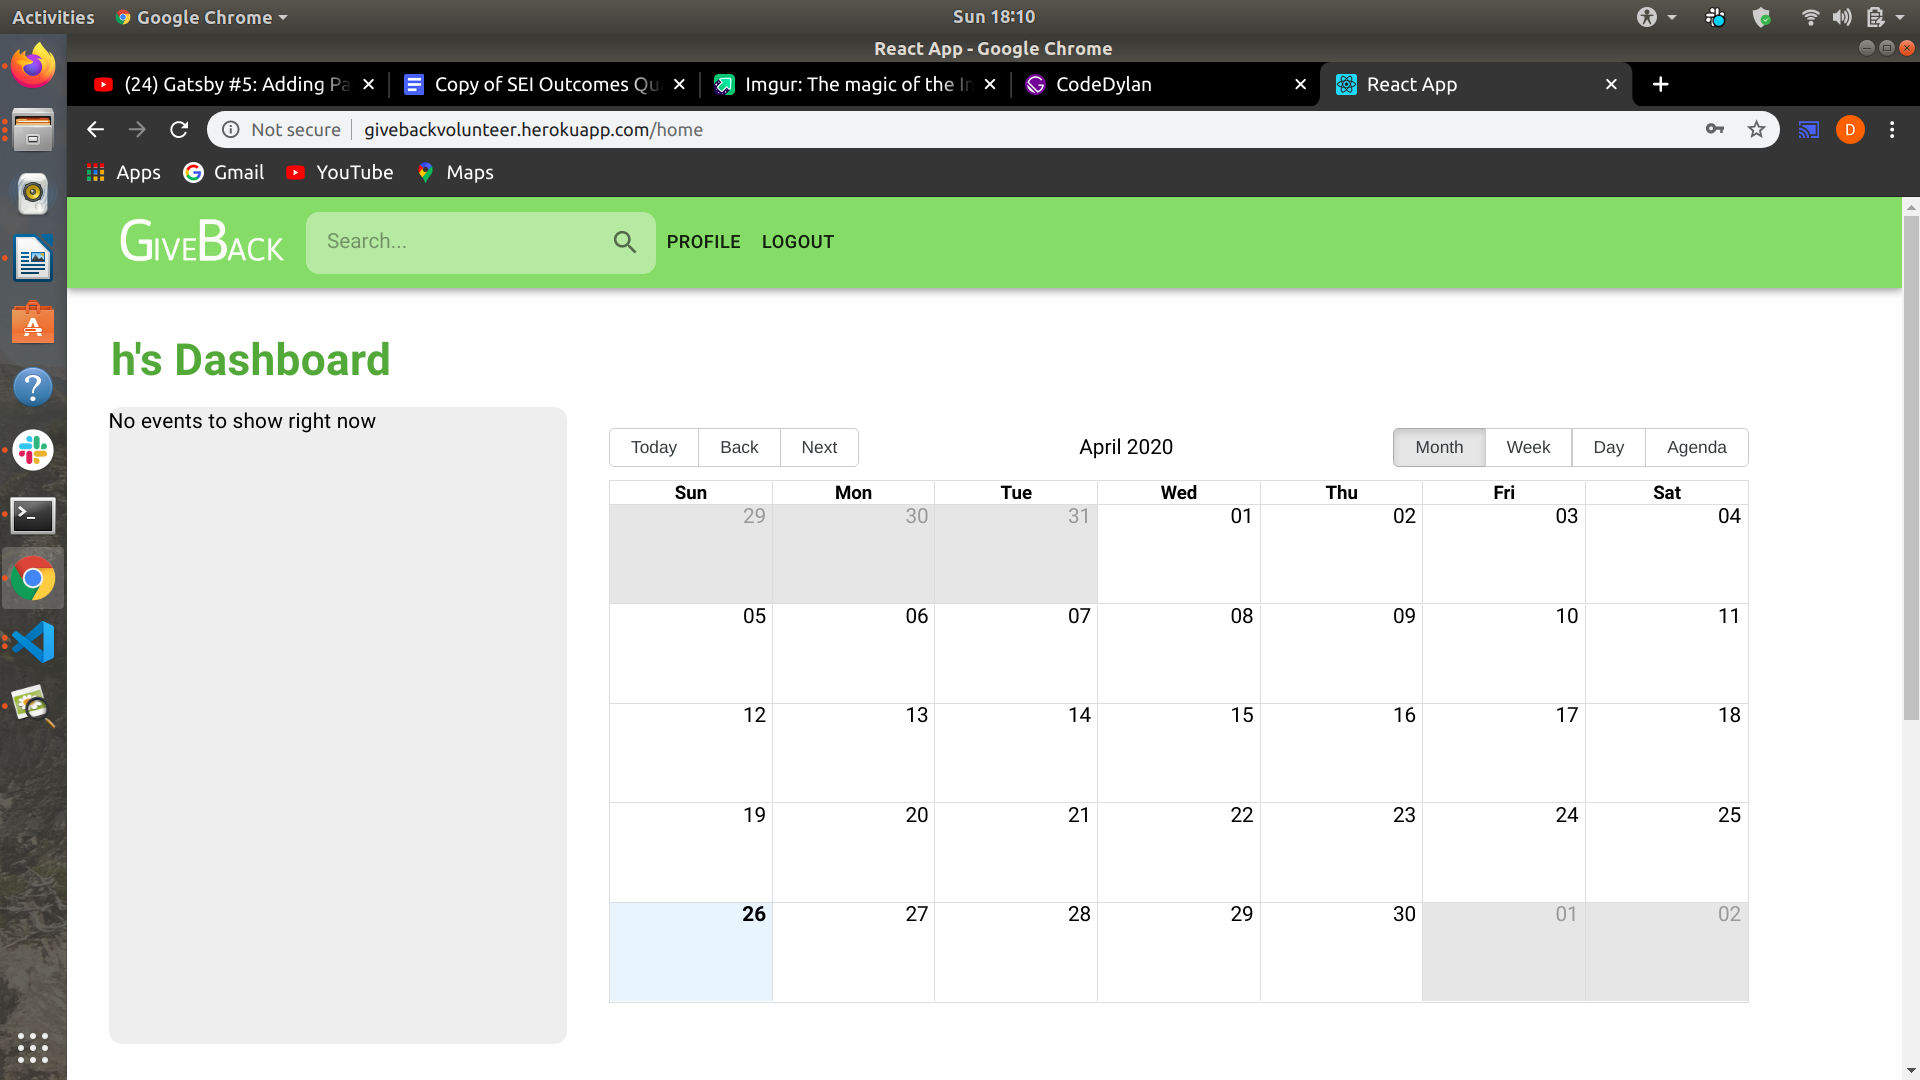 Activities Google Chrome Sun 18:10
React App - Google Chrome
(24) Gatsby #5: Adding Pa Copy of SEI Outcomes Qu Imgur: The magic of the In CodeDylan React App
Not secure givebackvolunteer.herokuapp.com/home D
Apps Gmail YouTube Maps
GIVEBACK Search... PROFILE LOGOUT
h's Dashboard
No events to show right now
Today Back Next April 2020 Month Week Day Agenda
Sun Mon Tue Wed Thu Fri Sat
29 30 31 01 02 03 04
05 06 07 08 09 10 11
12 13 14 15 16 17 18
19 20 21 22 23 24 25
26 27 28 29 30 01 02